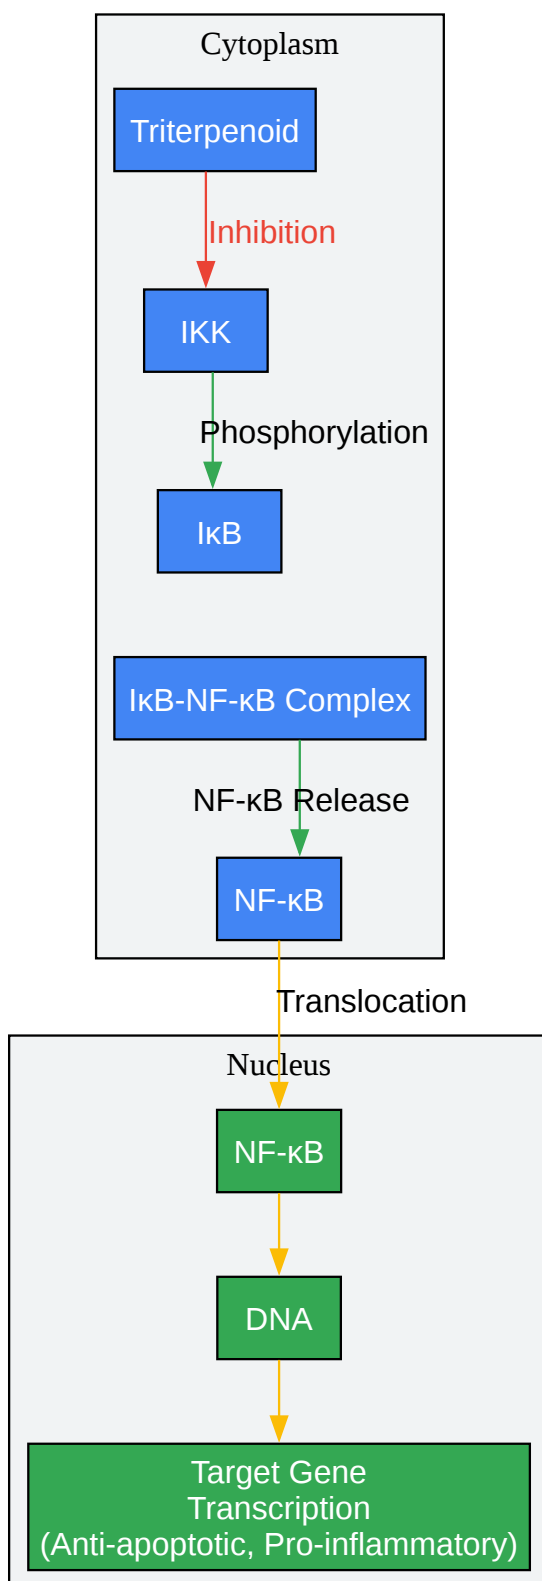 Cytoplasm
Triterpenoid
Inhibition
IKK
Phosphorylation
IκB
IκB-NF-κB Complex
NF-κB Release
NF-κB
Translocation
Nucleus
NF-κB
DNA
Target Gene
Transcription
(Anti-apoptotic, Pro-inflammatory)